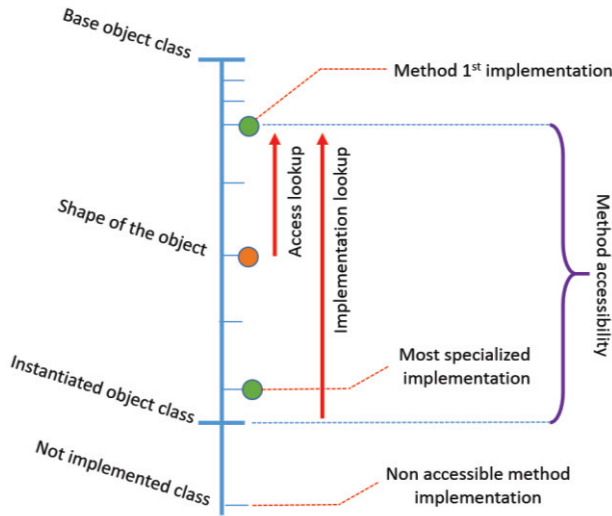 Base object class
Method 1st implementation
Shape of the object
Access lookup
Implementation lookup
Method accessibility
Instantiated object class
Most specialized
implementation
Not implemented class
Non accessible method
implementation